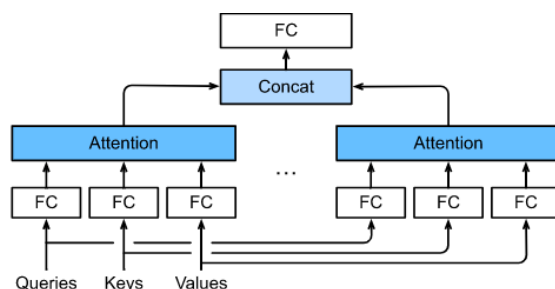 FC
Concat
Attention Attention
...
FC FC FC FC FC FC
Queries Keys Values